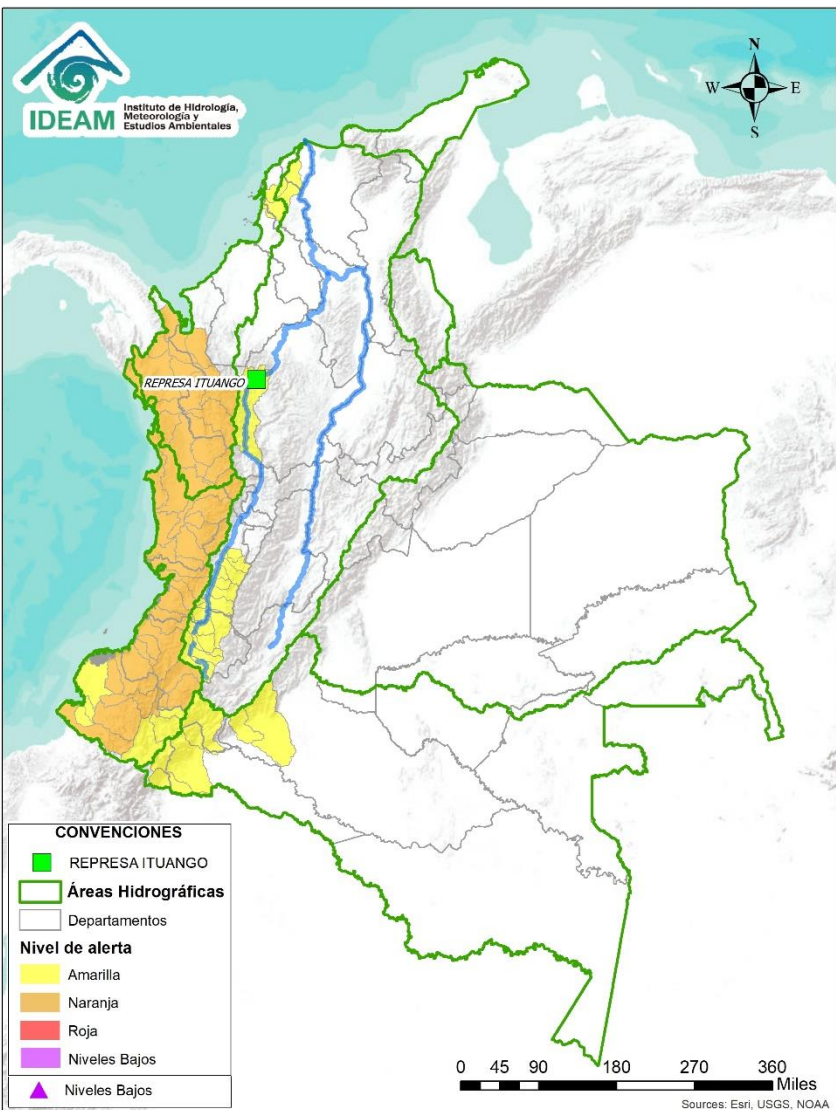 IDEAM
Instituto de Hidrología,
Meteorología y
Estudios Ambientales
N
W
E
S
REPRESA ITUANGO
CONVENCIONES
REPRESA ITUANGO
Áreas Hidrográficas
Departamentos
Nivel de alerta
Amarilla
Naranja
Roja
Niveles Bajos
Niveles Bajos
0 45 90 180 270 360
Miles
Sources: Esri, USGS, NOAA